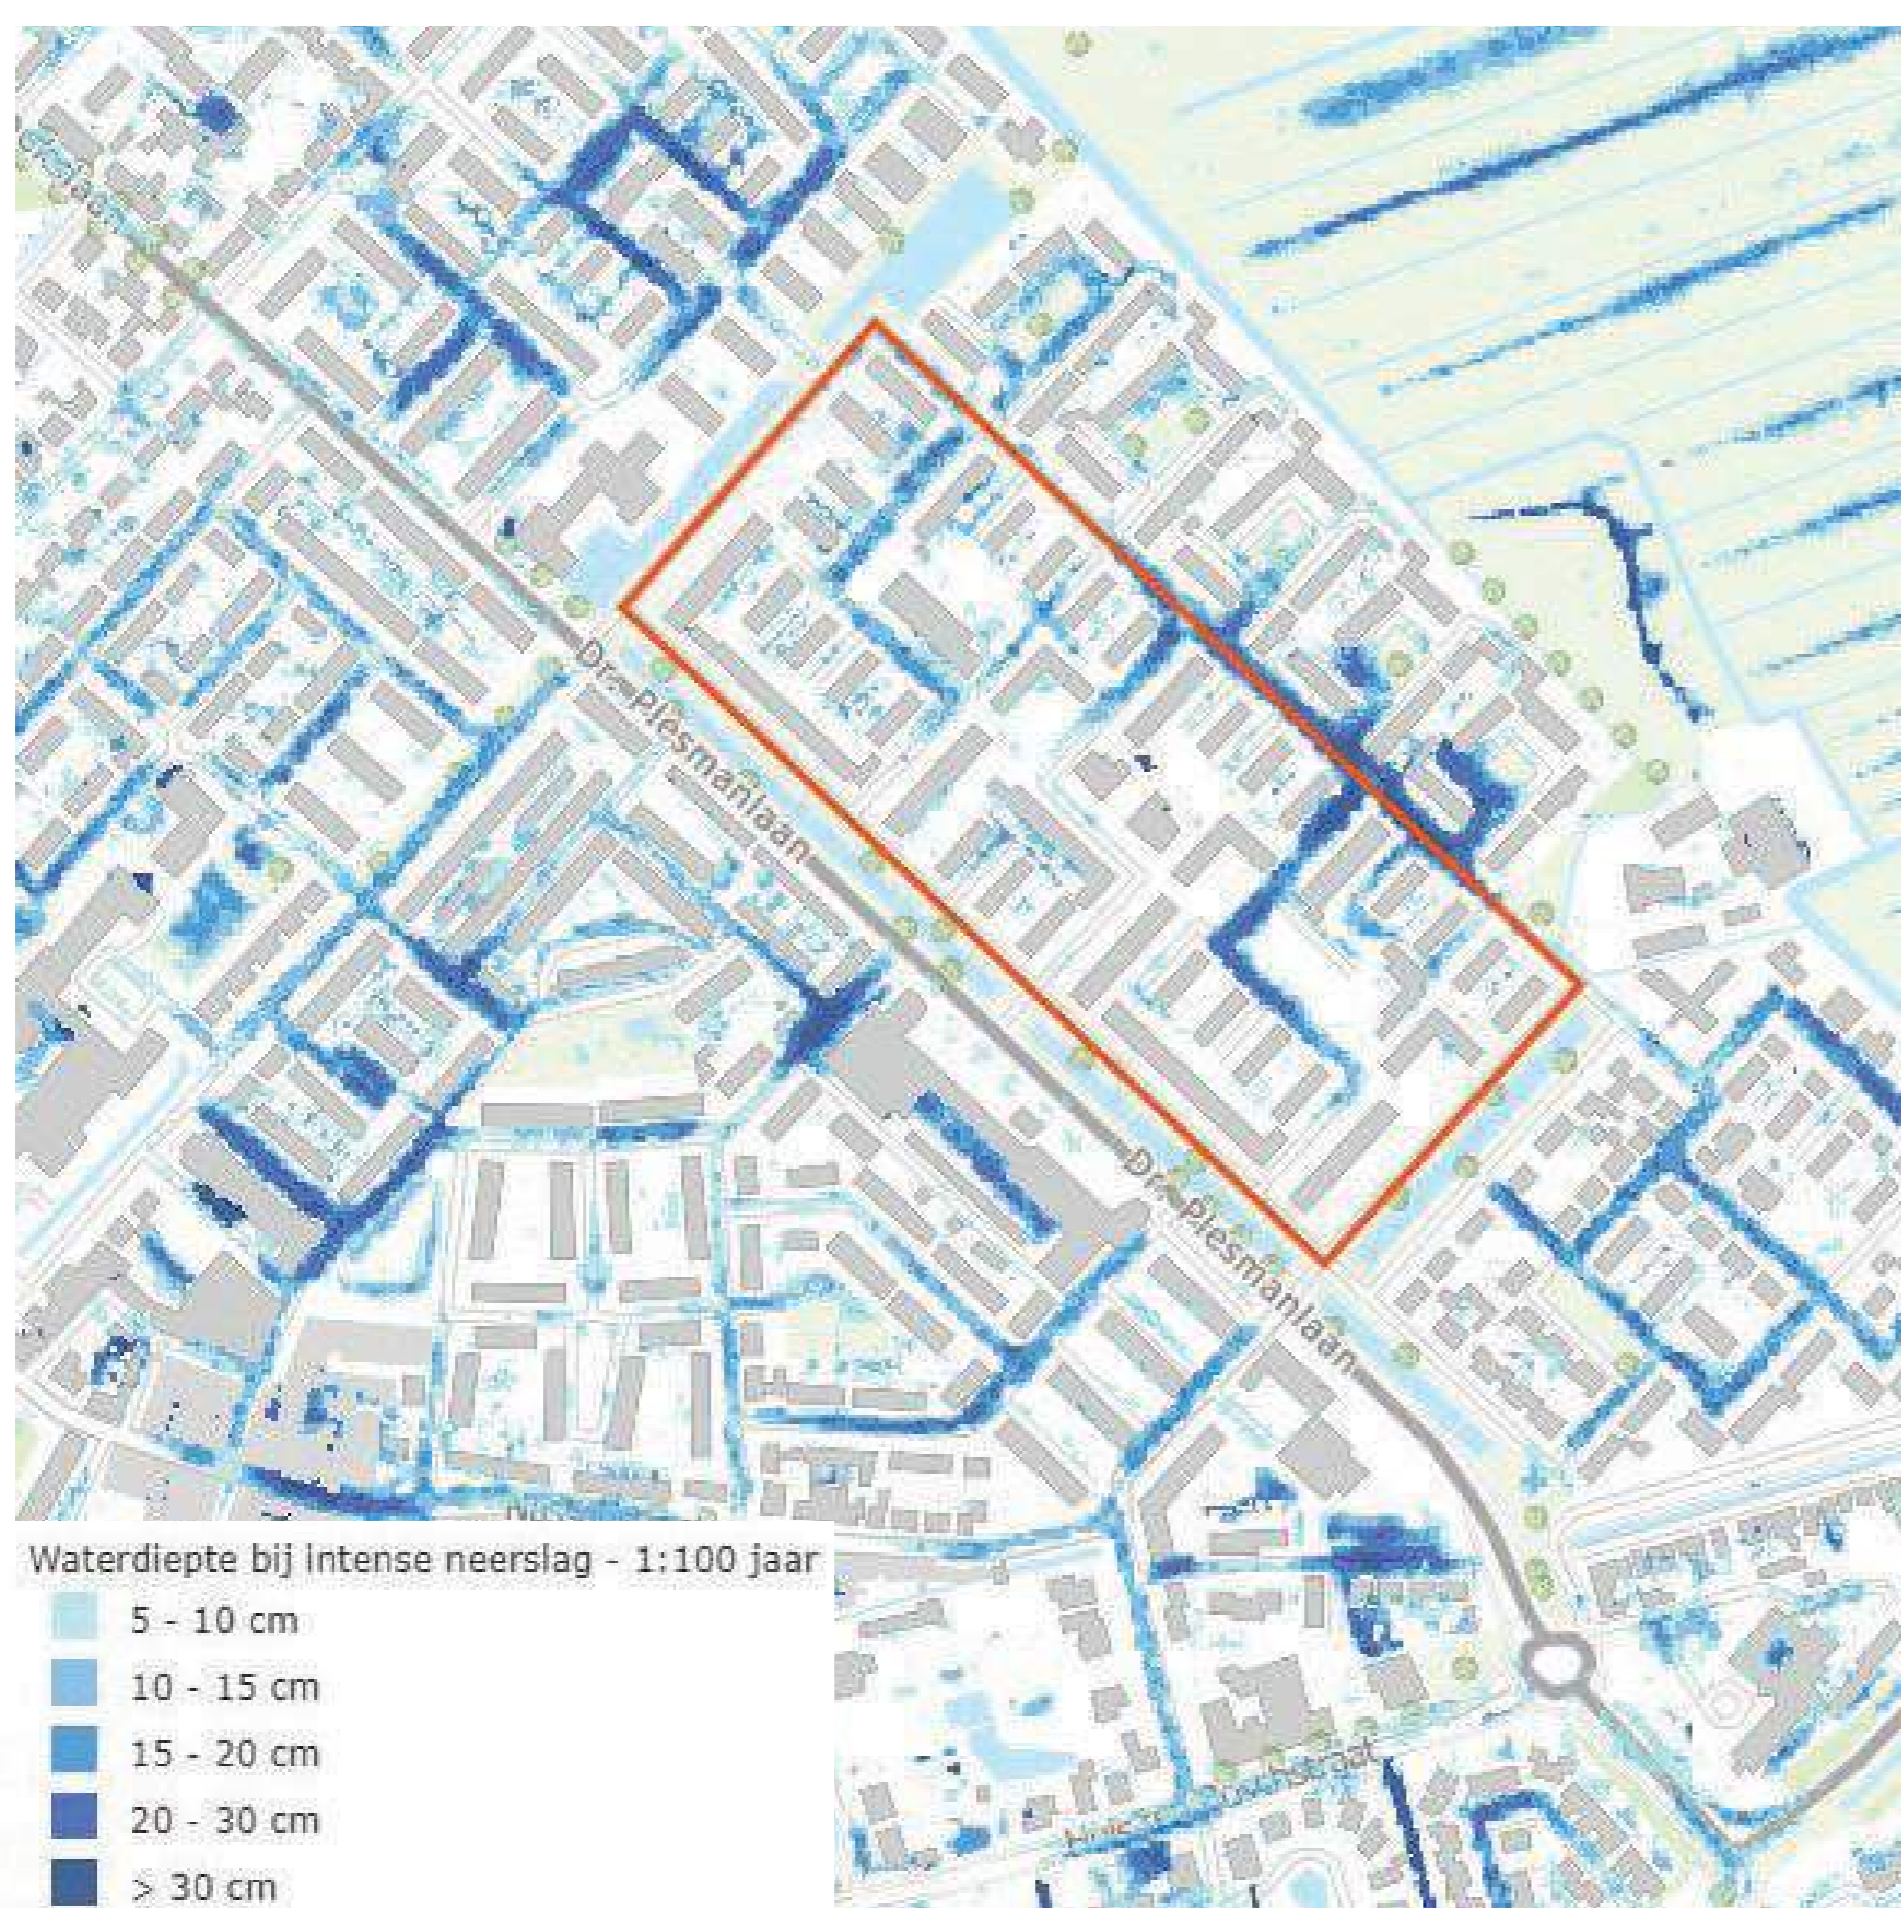 Dr. Plesmanlaan
Dr. Plesmanlaan
Waterdiepte bij intense neerslag - 1:100 jaar
5 - 10 cm
10 - 15 cm
15 - 20 cm
20 - 30 cm
> 30 cm